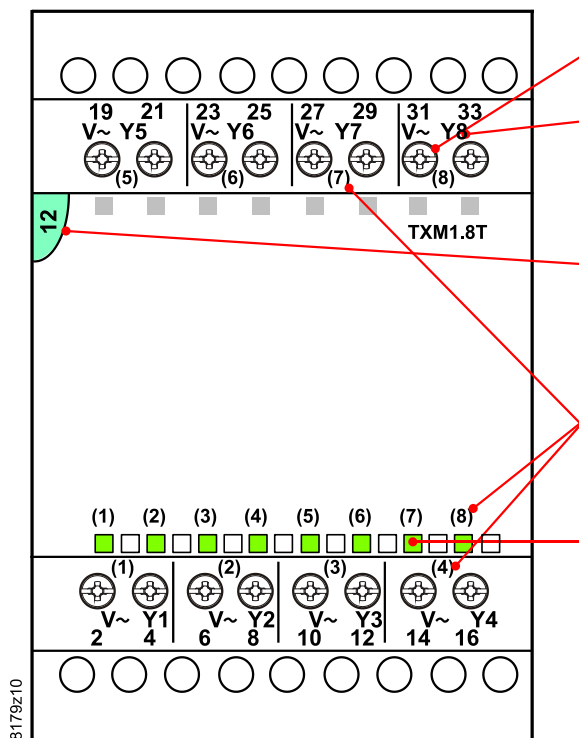 19 21 23 25 27 29 31 33
V~ Y5 V~ Y6 V~ Y7 V~ Y8
(5) (6) (7) (8)
12
TXM1.8T
(1) (2) (3) (4) (5) (6) (7) (8)
(1) (2) (3) (4)
V~ Y1 V~ Y2 V~ Y3 V~ Y4
2 4 6 8 10 12 14 16
8179z10